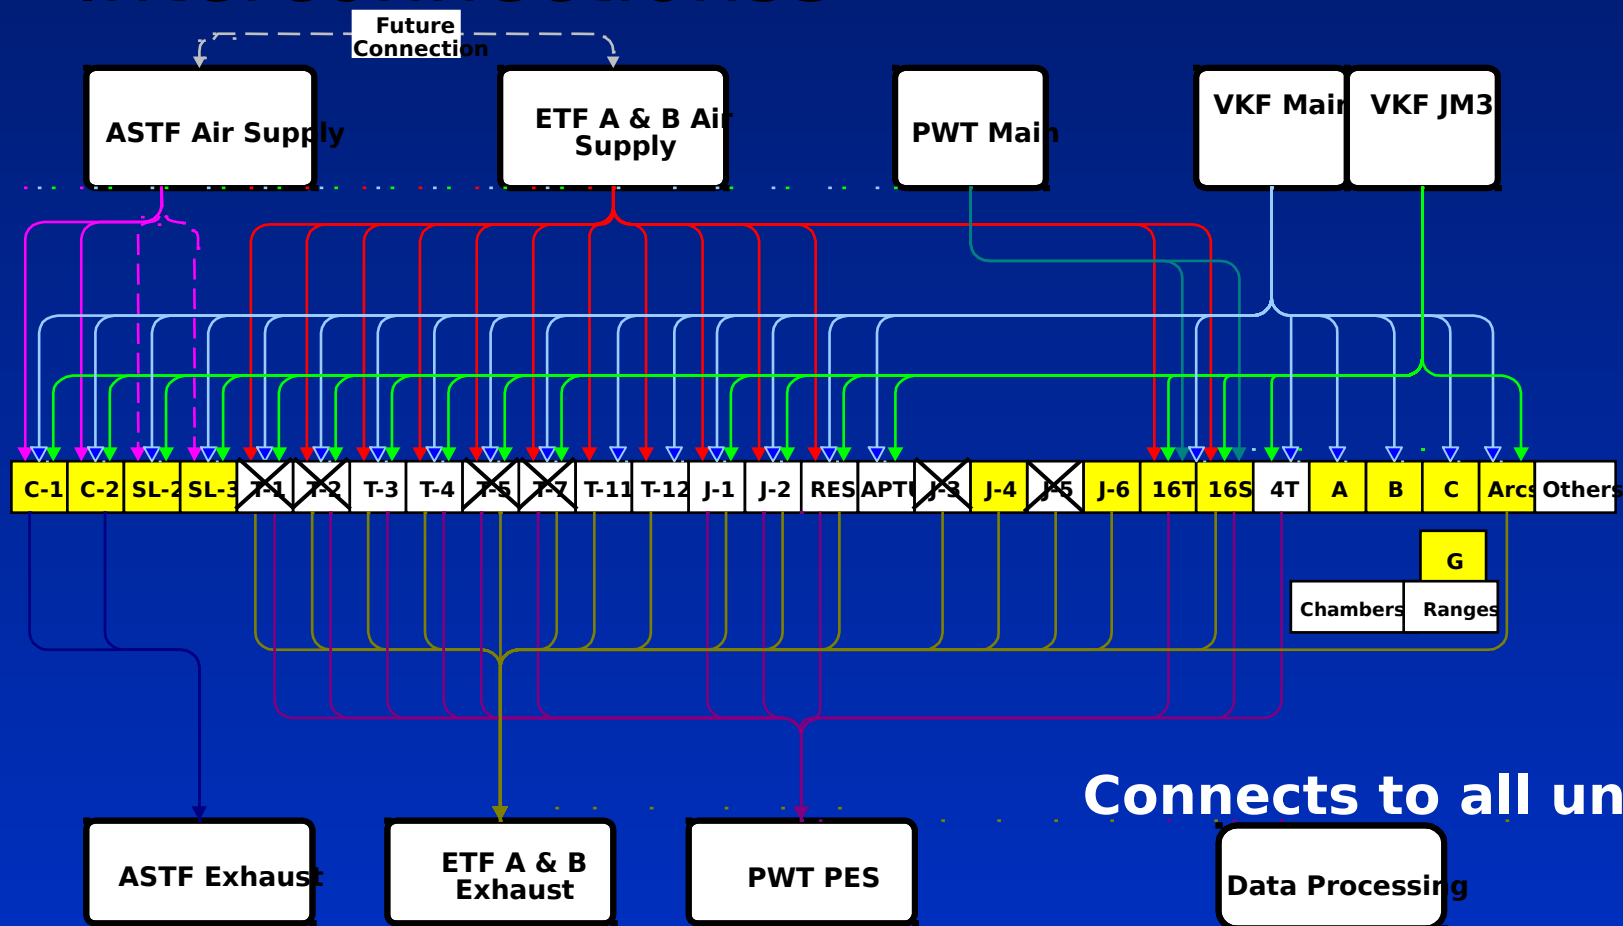 Interconnections
Future
Connection
ASTF Air Supply
ETF A & B Air
Supply
PWT Main
VKF Main
VKF JM3
C-1 C-2 SL-2 SL-3 T-1 T-2 T-3 T-4 T-5 T-7 T-11 T-12 J-1 J-2 RES APTU J-3 J-4 J-5 J-6 16T 16S 4T A B C Arcs Others
G
Chambers Ranges
Connects to all un
ASTF Exhaust
ETF A & B
Exhaust
PWT PES
Data Processing